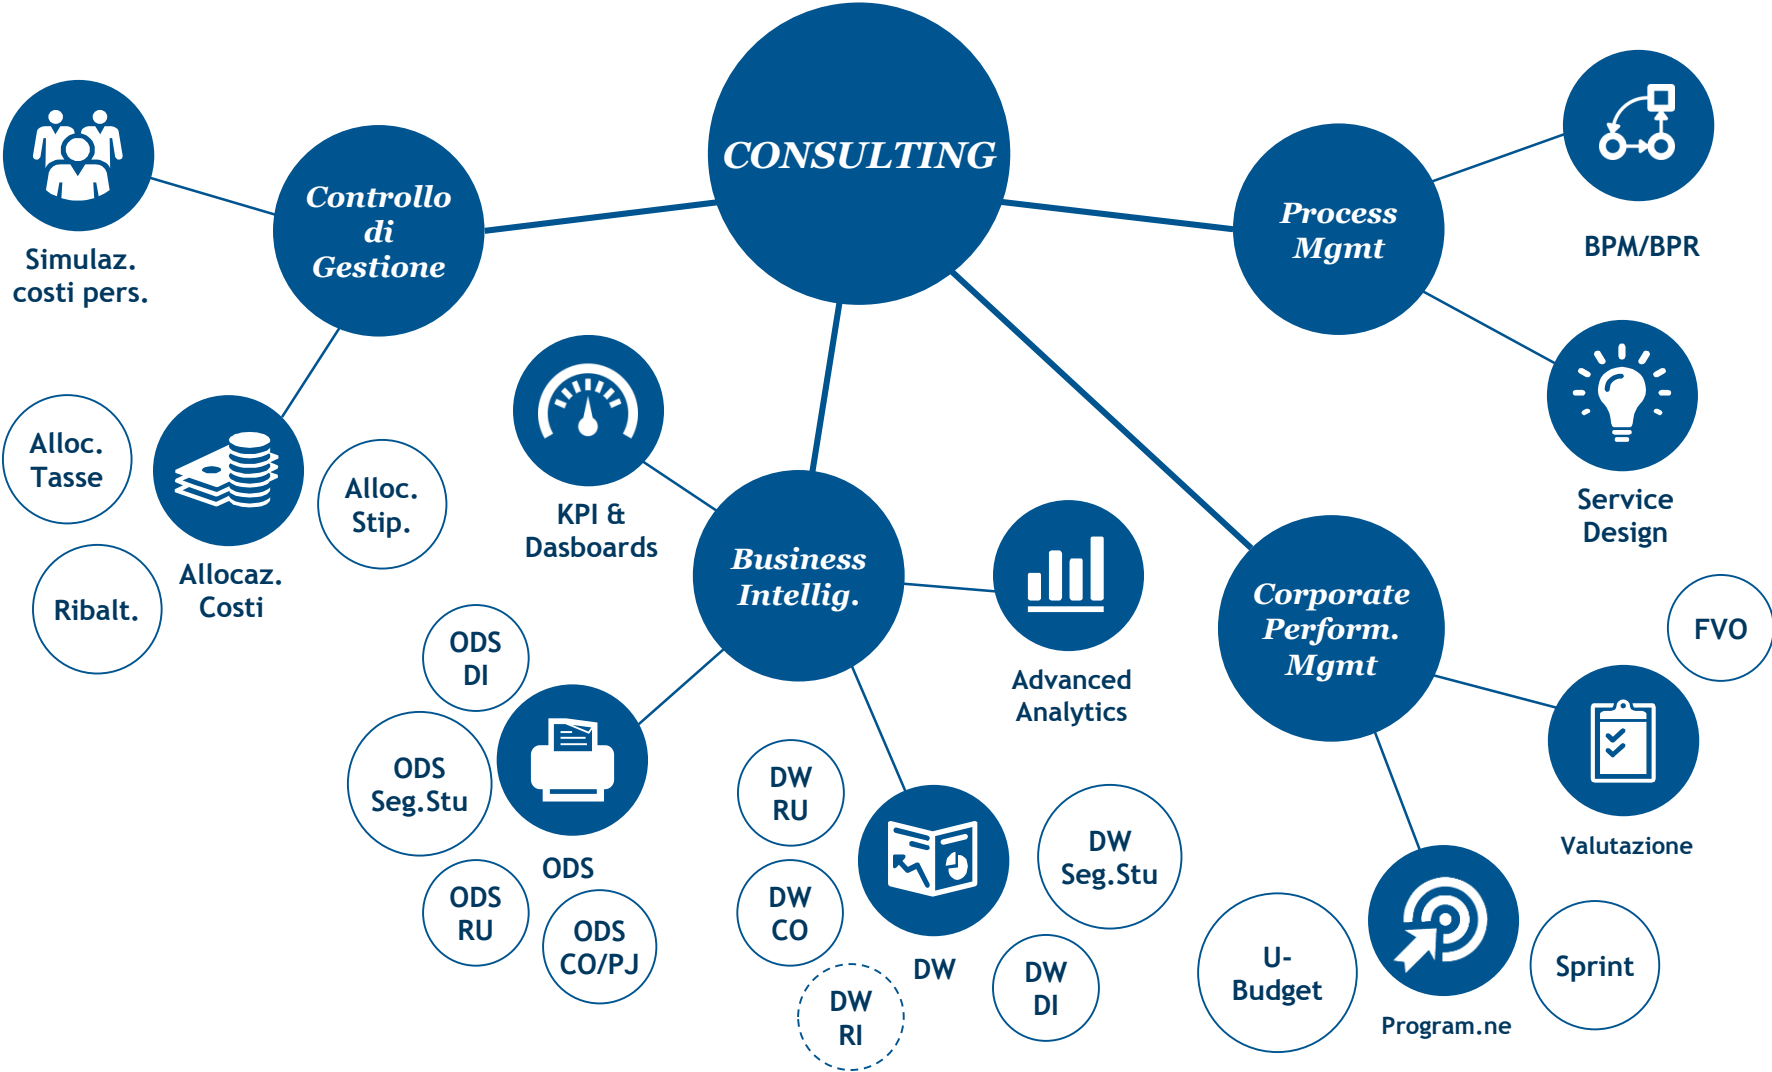 CONSULTING
Controllo
di
Gestione
Process
Mgmt
BPM/BPR
Simulaz.
costi pers.
Alloc.
Tasse
Alloc.
Stip.
Ribalt.
Allocaz.
Costi
KPI &
Dasboards
Business
Intellig.
Advanced
Analytics
Service
Design
Corporate
Perform.
Mgmt
FVO
Valutazione
ODS
DI
ODS
Seg.Stu
ODS
RU
ODS
ODS
CO/PJ
DW
RU
DW
CO
DW
RI
DW
DW
Seg.Stu
DW
DI
U-
Budget
Program.ne
Sprint